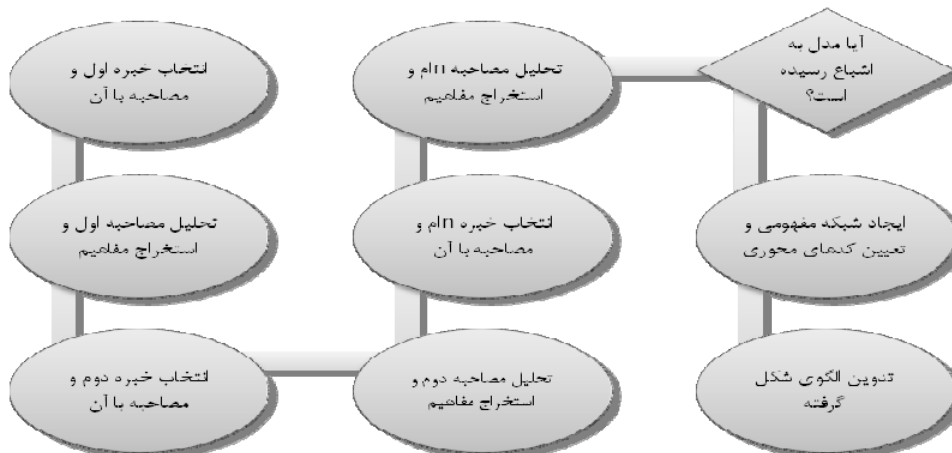 انتخاب خبره اول و
مصاحبه با آن
تحلیل مصاحبه اول و
استخراج مفاهیم
انتخاب خبره دوم و
مصاحبه با آن
تحلیل مصاحبه دوم و
استخراج مفاهیم
انتخاب خبره nام و
مصاحبه با آن
تحلیل مصاحبه nام و
استخراج مفاهیم
آیا مدل به
اشباع رسیده
است؟
ایجاد شبکه مفهومی و
تعیین کدهای محوری
تدوین الگوی شکل
گرفته